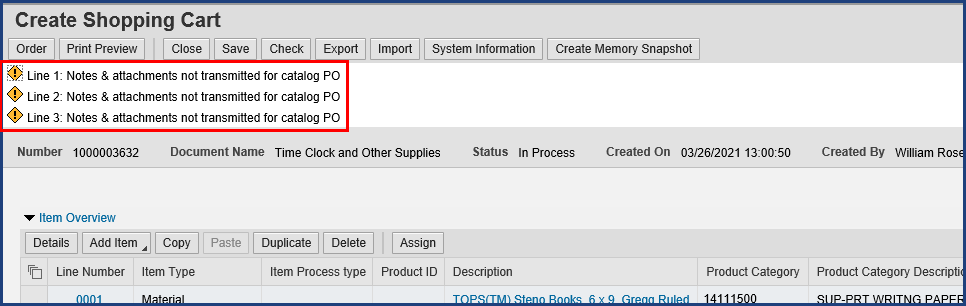 Create Shopping Cart
Order Print Preview Close Save Check Export Import System Information Create Memory Snapshot
Line 1: Notes & attachments not transmitted for catalog PO
Line 2: Notes & attachments not transmitted for catalog PO
Line 3: Notes & attachments not transmitted for catalog PO
Number 1000003632 Document Name Time Clock and Other Supplies Status In Process Created On 03/26/2021 13:00:50 Created By William Rose
Item Overview
Details Add Item Copy Paste Duplicate Delete Assign
Line Number Item Type Item Process type Product ID Description Product Category Product Category Description
0001 Material TOPS(TM) Steno Books, 6 x 9, Gregg Ruled 14111500 SUP-PRT WRITNG PAPER